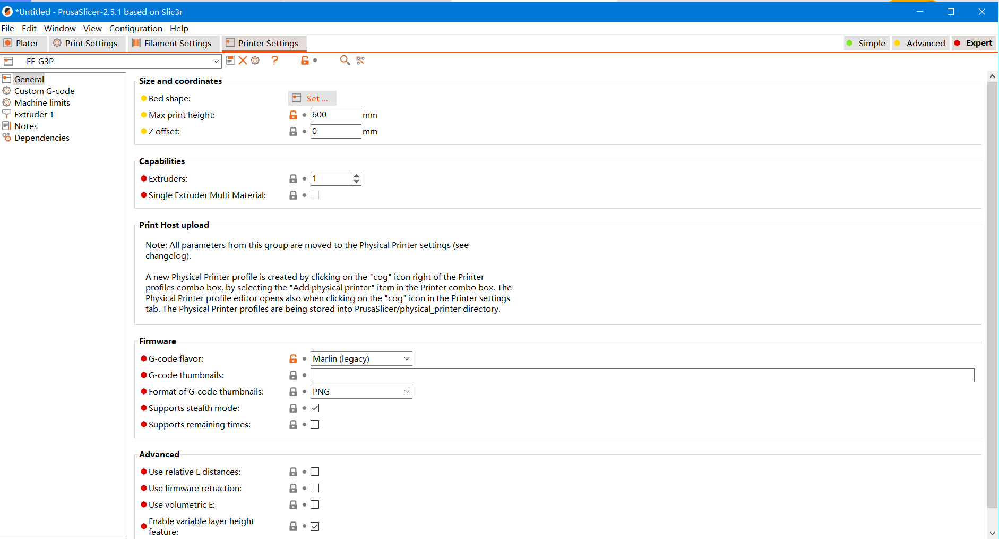 *Untitled - PrusaSlicer-2.5.1 based on Slic3r
File Edit Window View Configuration Help
Plater Print Settings Filament Settings Printer Settings Simple Advanced Expert
FF-G3P
General
Custom G-code
Machine limits
Extruder 1
Notes
Dependencies
Size and coordinates
Bed shape: Set ...
Max print height: 600 mm
Z offset: 0 mm
Capabilities
Extruders: 1
Single Extruder Multi Material:
Print Host upload
Note: All parameters from this group are moved to the Physical Printer settings (see
changelog).
A new Physical Printer profile is created by clicking on the "cog" icon right of the Printer
profiles combo box, by selecting the "Add physical printer" item in the Printer combo box. The
Physical Printer profile editor opens also when clicking on the "cog" icon in the Printer settings
tab. The Physical Printer profiles are being stored into PrusaSlicer/physical_printer directory.
Firmware
G-code flavor: Marlin (legacy)
G-code thumbnails:
Format of G-code thumbnails: PNG
Supports stealth mode:
Supports remaining times:
Advanced
Use relative E distances:
Use firmware retraction:
Use volumetric E:
Enable variable layer height
feature: